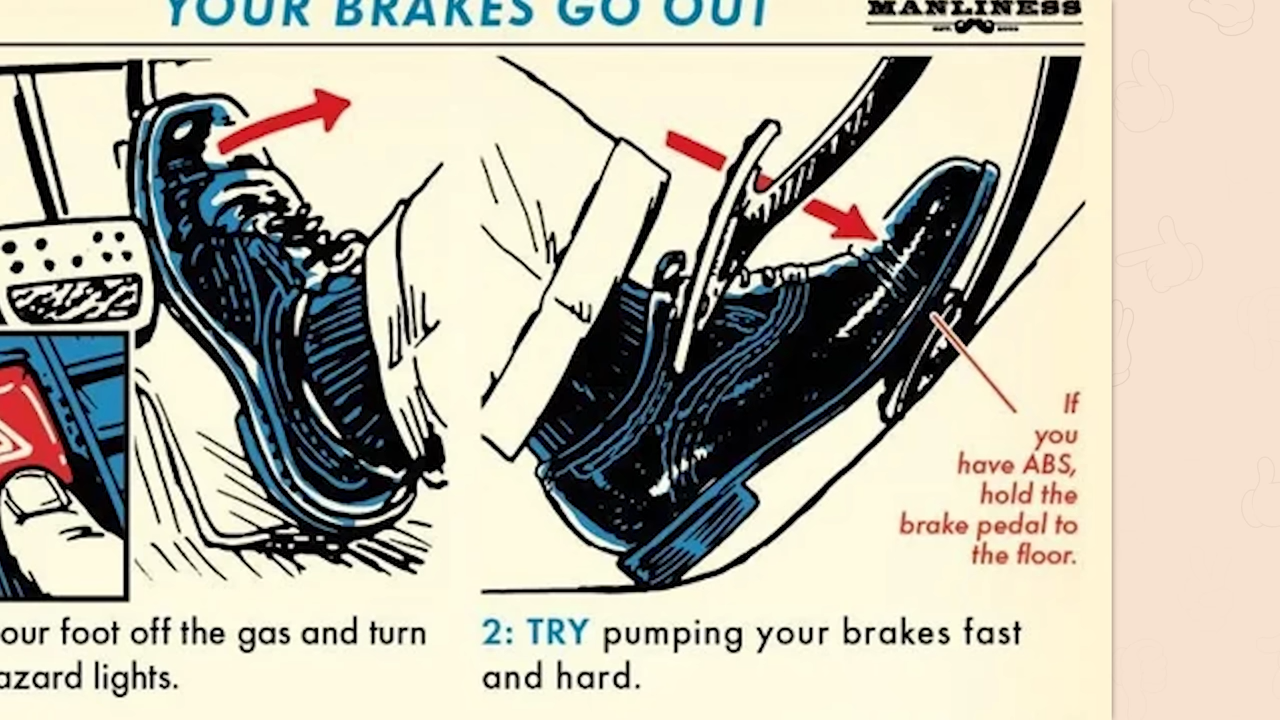 YOUR BRAKES GO OUT
MANLINESS
If
you
have ABS,
hold the
brake pedal to
the floor.
our foot off the gas and turn
azard lights.
2: TRY pumping your brakes fast
and hard.